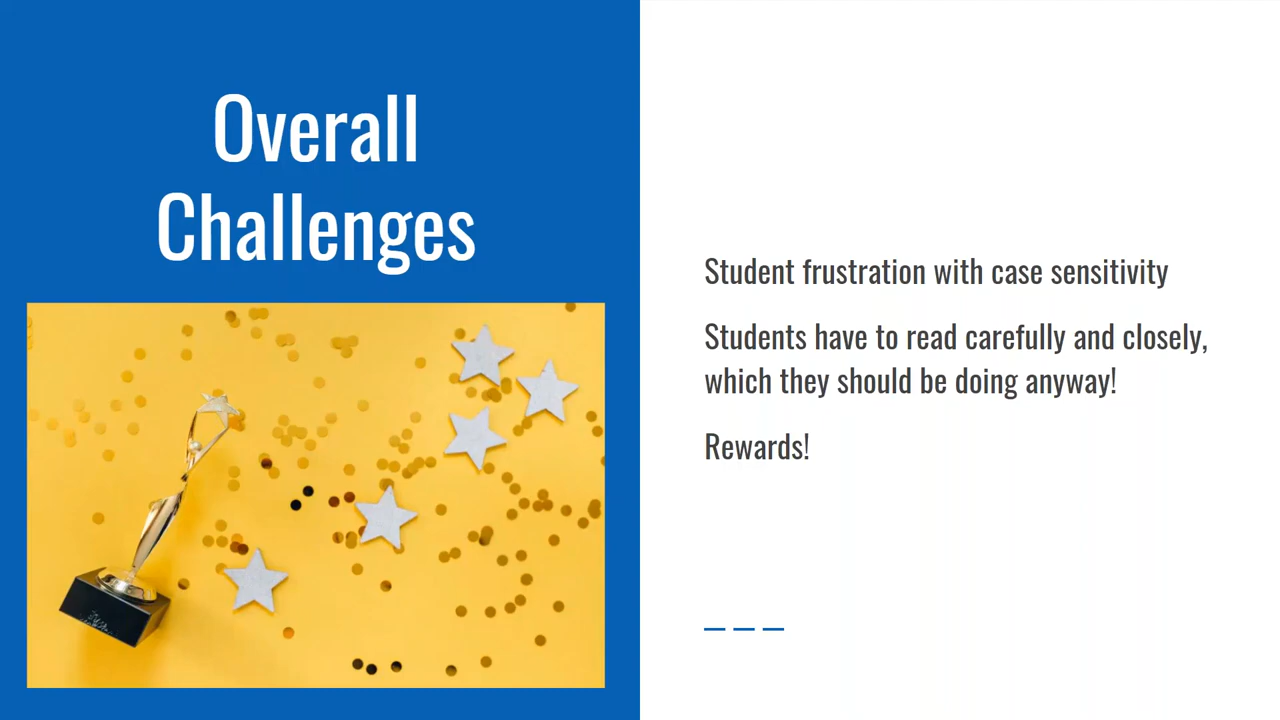 Overall
Challenges
Student frustration with case sensitivity
Students have to read carefully and closely,
which they should be doing anyway!
Rewards!